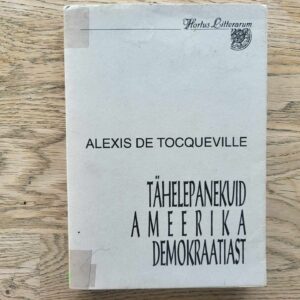 Hortus Litterarum
ALEXIS DE TOCQUEVILLE
TÄHELEPANEKUID
AMEERIKA
DEMOKRAATIAST